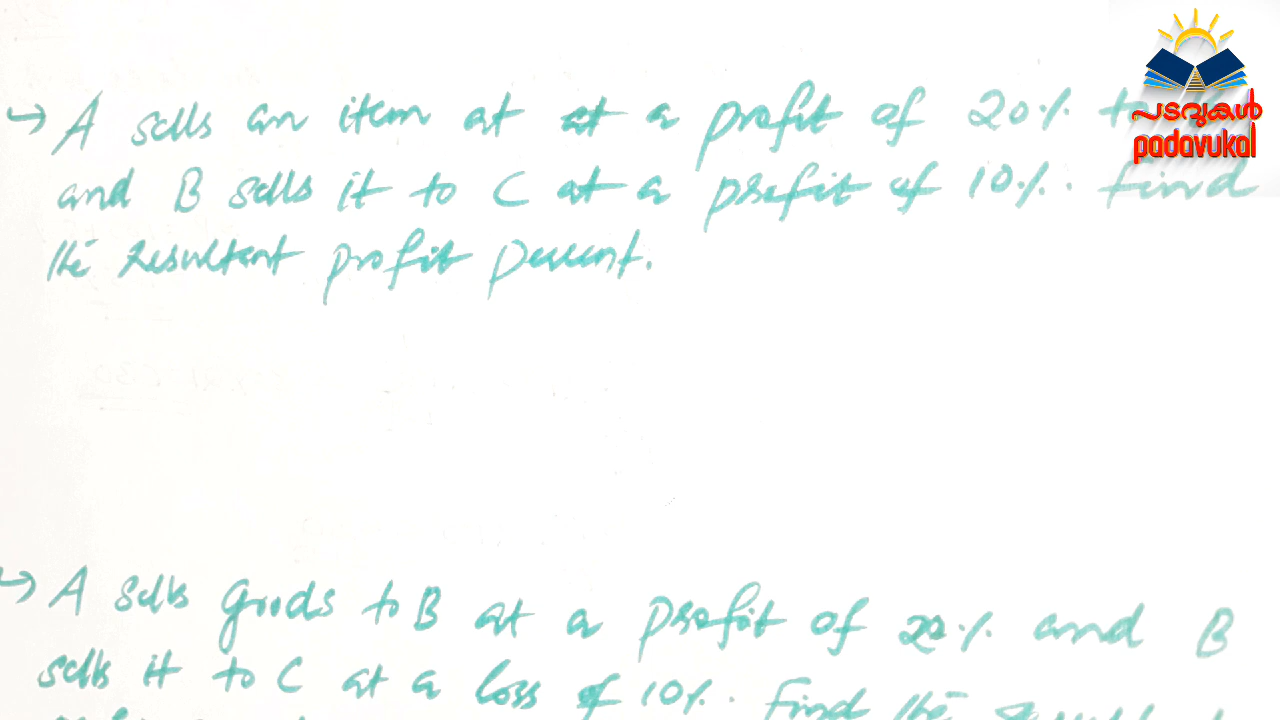 പടവുകൾ
padavukal
→ A sells an item at at a profit of 20%
and B sells it to C at a profit of 10%. Find
the resultant profit percent.
→ A sells goods to B at a profit of 20% and B
sells it to C at a loss of 10%. Find the